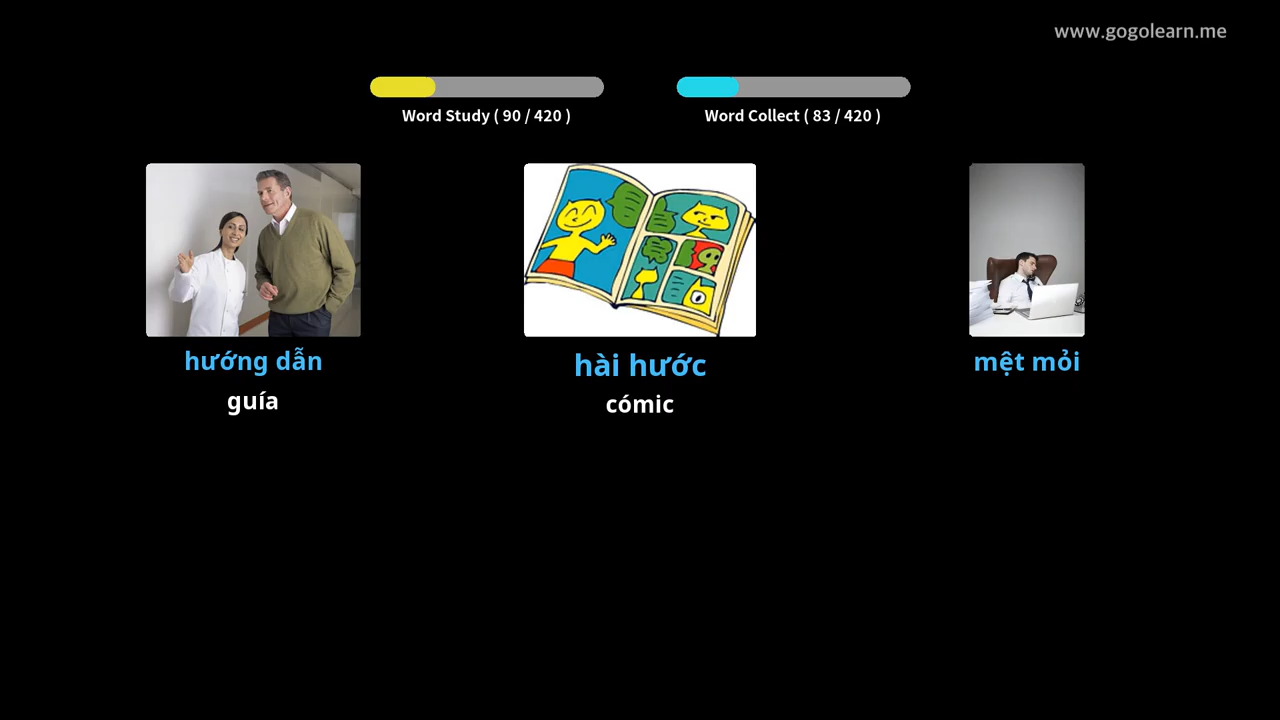 www.gogolearn.me
Word Study ( 90 / 420 )
Word Collect ( 83 / 420 )
hướng dẫn
guía
hài hước
cómic
mệt mỏi